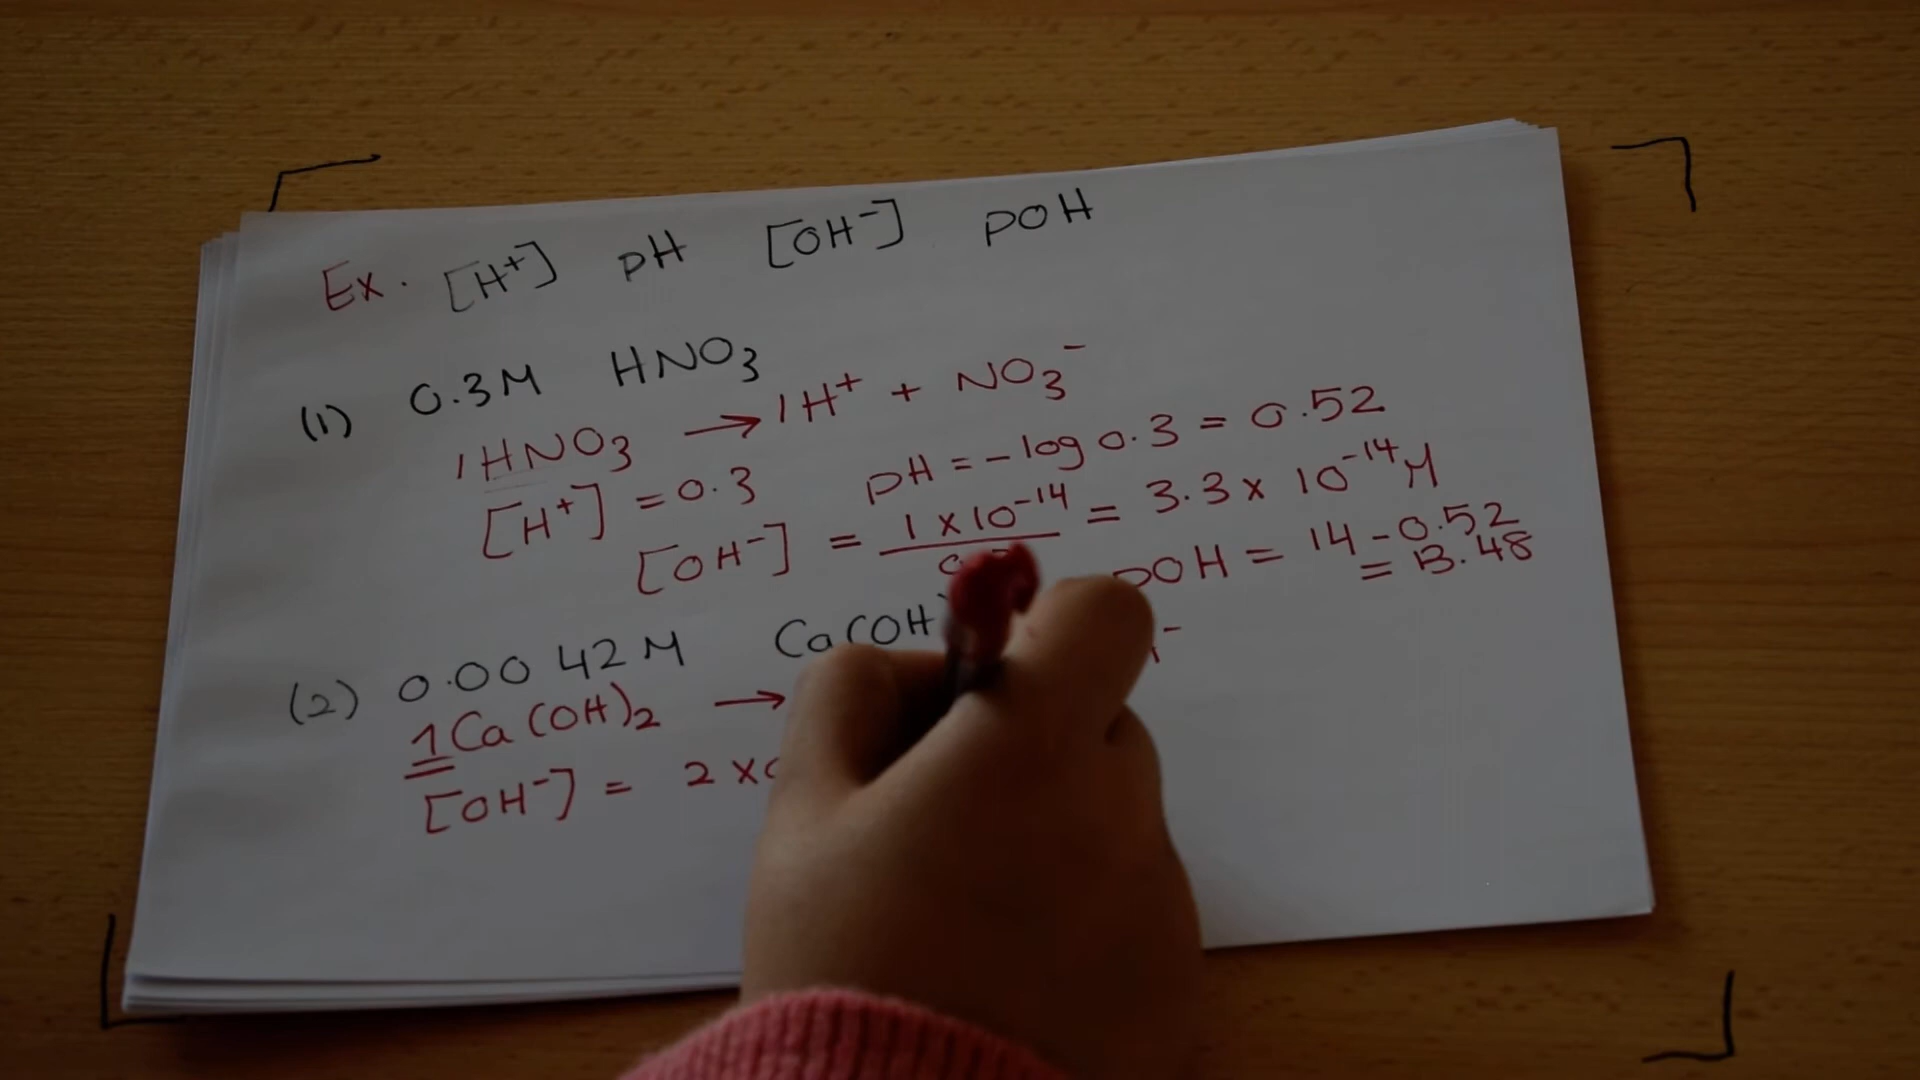 Ex. [H+] pH [OH-] pOH
(1) 0.3M HNO3
1HNO3 → 1H+ + NO3-
[H+] = 0.3 pH = -log 0.3 = 0.52
[OH-] = 1 x 10-14 = 3.3 x 10-14 M
pOH = 14 - 0.52
= 13.48
(2) 0.0042M Ca(OH)
1Ca(OH)2 →
[OH-] = 2 x